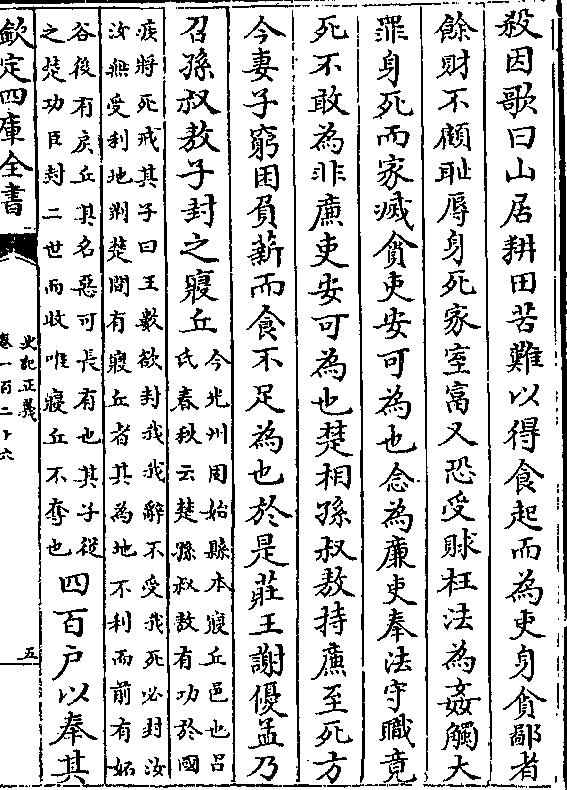 殺因歌曰山居耕田苦難以得食起而為吏身貪鄙者
餘財不顧恥辱身死家室富又恐受賕枉法為姦觸大
罪身死而家滅貪吏安可為也念為廉吏奉法守職竟
死不敢為非廉吏安可為也楚相孫叔敖持廉至死方
今妻子窮困負薪而食不足為也於是莊王謝優孟乃
召孫叔敖子封之寢丘
今光州固始縣本寢丘邑也呂
氏春秋云楚孫叔敖有功於國
疾將死戒其子曰王數欲封我我辭不受我死必封汝
汝無受利地荆楚間有寢丘者其為地不利而前有妬
谷後有戾丘其名惡可長有也其子從
之楚功臣封二世而收唯寢丘不奪也
四百戶以奉其
欽定四庫全書
史記正義
卷一百二十六
五